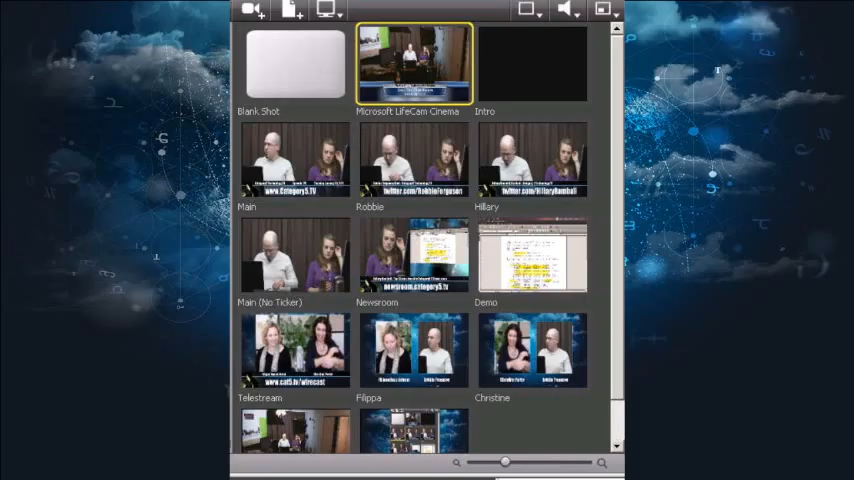 Blank Shot
Microsoft LifeCam Cinema
Intro
www.Category5.TV
twitter.com/RobbieFerguson
twitter.com/HillaryRumball
Main
Robbie
Hillary
newsroom.category5.tv
Main (No Ticker)
Newsroom
Demo
www.cat5.tv/wirecast
Telestream
Filippa
Christine